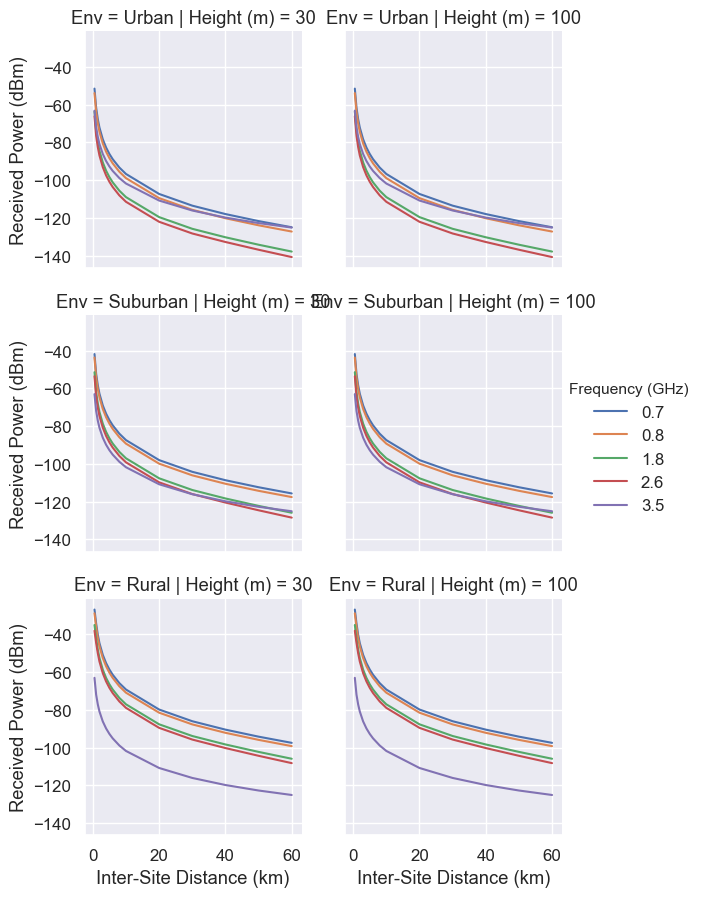 Env = Urban | Height (m) = 30
Env = Urban | Height (m) = 100
−40
−60
−80
−100
−120
−140
Received Power (dBm)
Env = Suburban | Height (m) = 30
Env = Suburban | Height (m) = 100
−40
−60
−80
−100
−120
−140
Received Power (dBm)
Frequency (GHz)
0.7
0.8
1.8
2.6
3.5
Env = Rural | Height (m) = 30
Env = Rural | Height (m) = 100
−40
−60
−80
−100
−120
−140
Received Power (dBm)
0 20 40 60
0 20 40 60
Inter-Site Distance (km)
Inter-Site Distance (km)